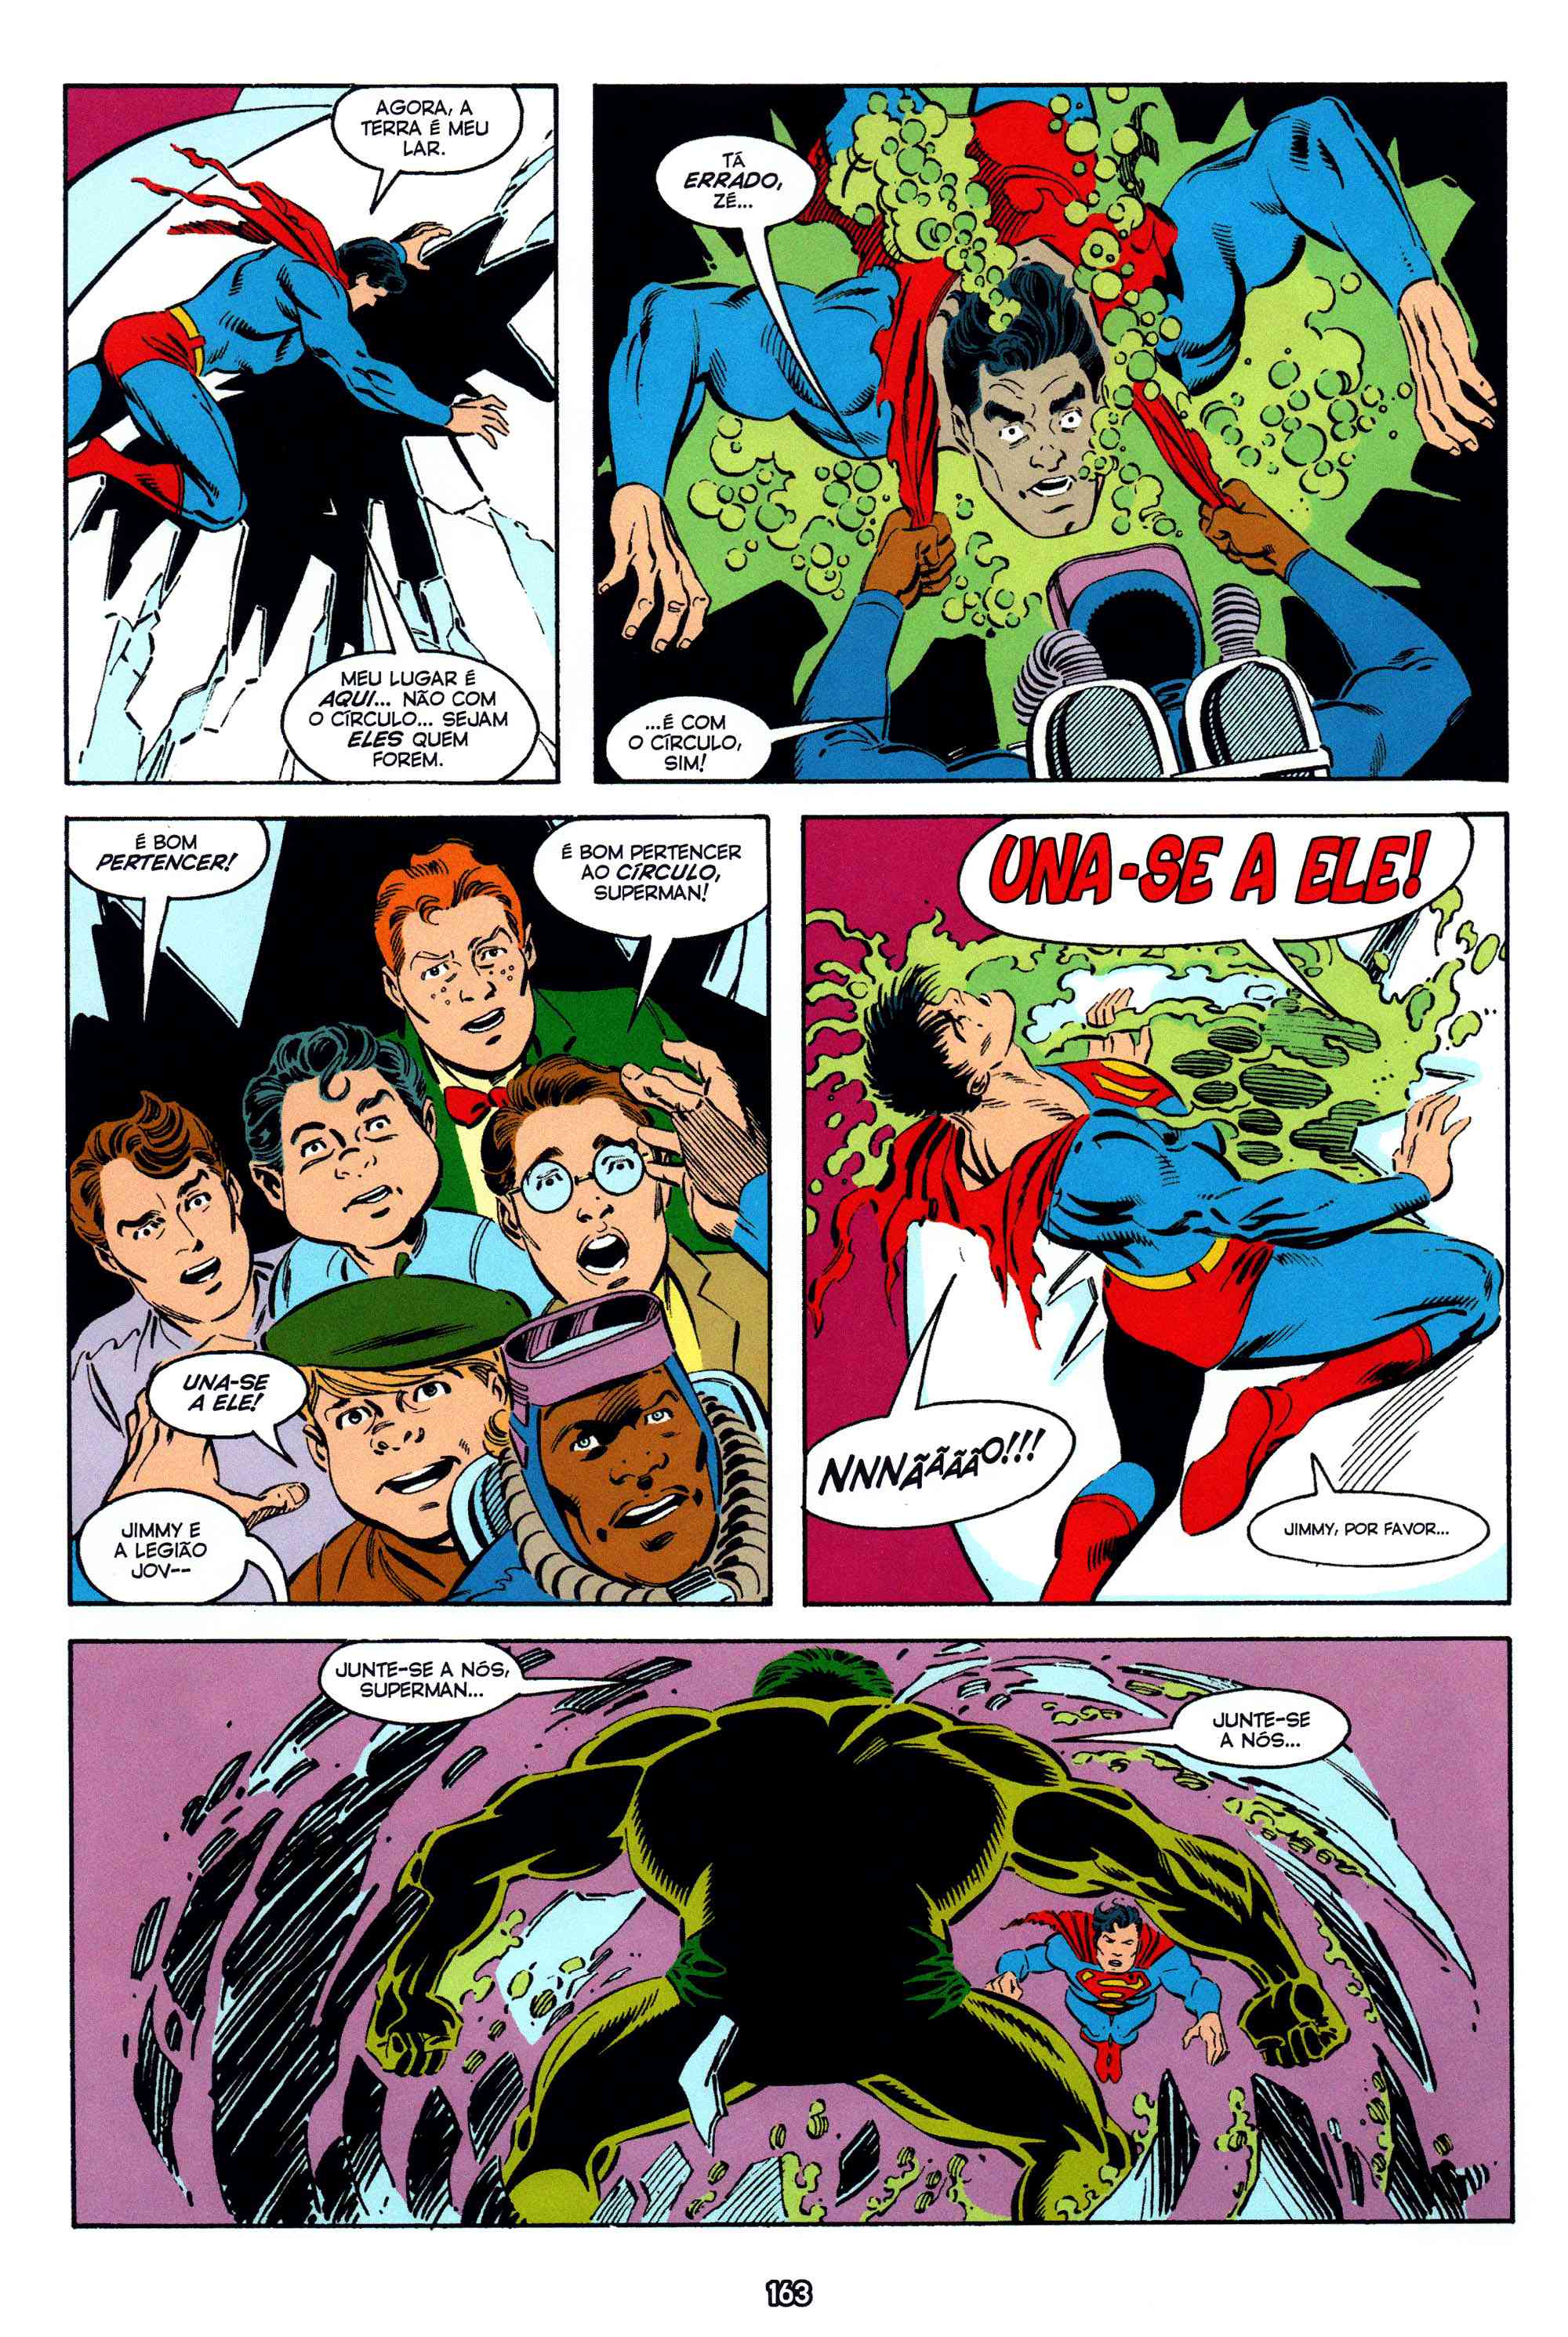 AGORA, A
TERRA É MEU
LAR.
MEU LUGAR É
AQUI... NÃO COM
O CÍRCULO... SEJAM
ELES QUEM
FOREM.
TÁ
ERRADO,
ZÉ...
...É COM
O CÍRCULO,
SIM!
É BOM
PERTENCER!
É BOM PERTENCER
AO CÍRCULO,
SUPERMAN!
UNA-SE
A ELE!
JIMMY E
A LEGIÃO
JOV--
UNA-SE A ELE!
NNNÃÃÃÃO!!!
JIMMY, POR FAVOR...
JUNTE-SE A NÓS,
SUPERMAN...
JUNTE-SE
A NÓS...
163